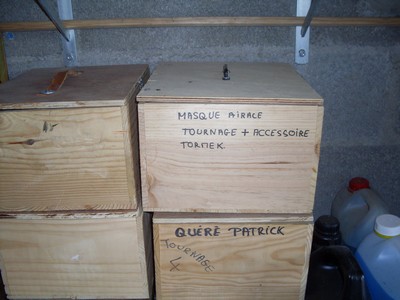 MASQUE AIRACE
TOURNAGE + ACCESSOIRE
TORMEK
QUÉRÉ PATRICK
TOURNAGE
4